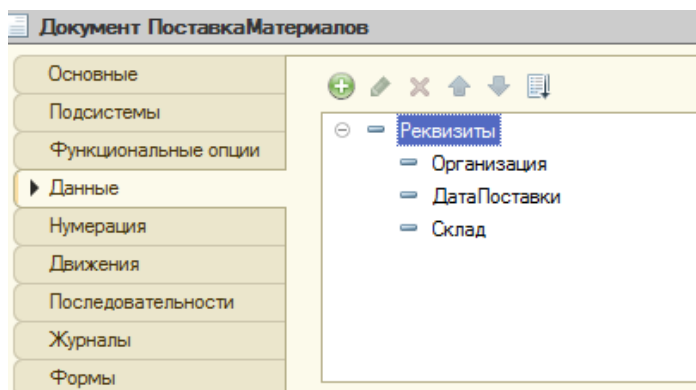 Документ ПоставкаМатериалов
Основные
Подсистемы
Функциональные опции
Данные
Нумерация
Движения
Последовательности
Журналы
Формы
Реквизиты
Организация
ДатаПоставки
Склад